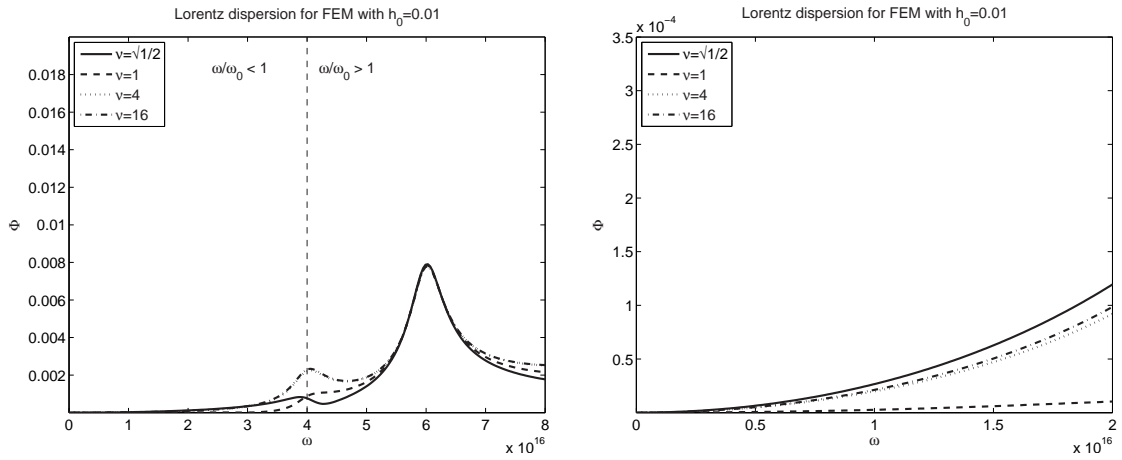 Lorentz dispersion for FEM with h₀=0.01
ν=√1/2
ν=1
ν=4
ν=16
ω/ω₀ < 1
ω/ω₀ > 1
0.018
0.016
0.014
0.012
0.01
0.008
0.006
0.004
0.002
Φ
0 1 2 3 4 5 6 7 8
ω
x 10¹⁶
Lorentz dispersion for FEM with h₀=0.01
x 10⁻⁴
ν=√1/2
ν=1
ν=4
ν=16
3.5
3
2.5
2
1.5
1
0.5
Φ
0 0.5 1 1.5 2
ω
x 10¹⁶